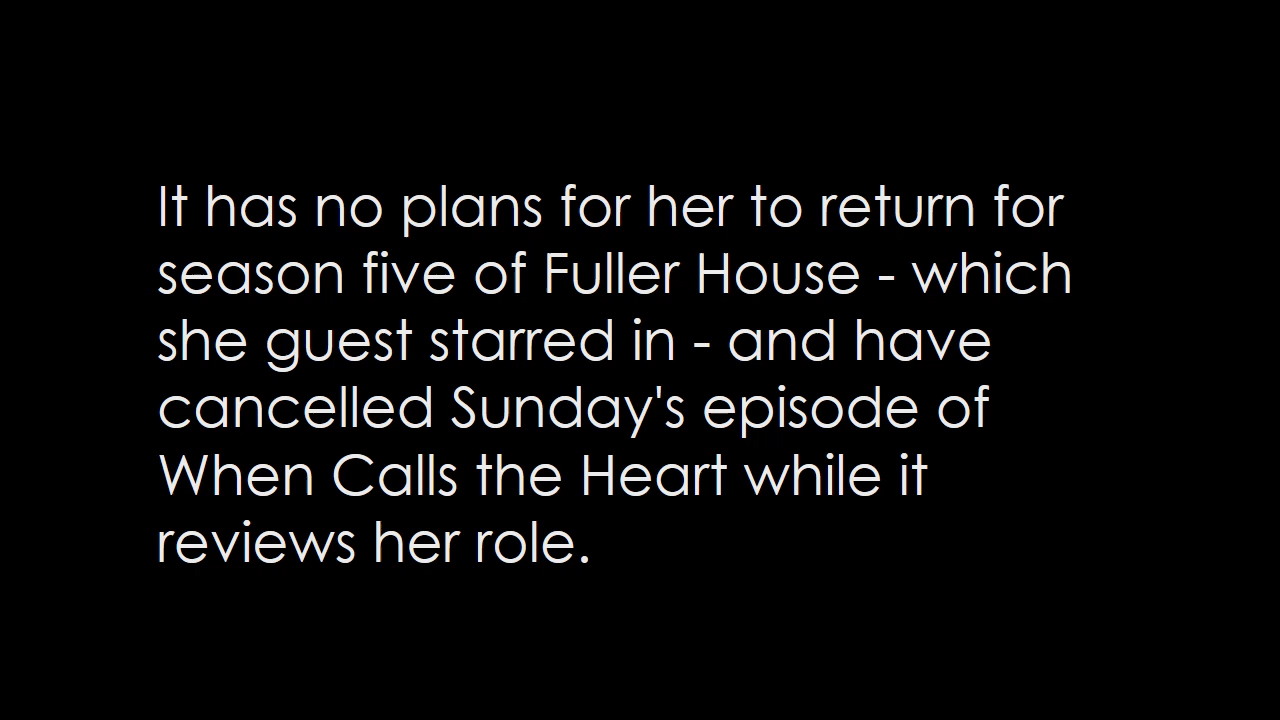 It has no plans for her to return for
season five of Fuller House - which
she guest starred in - and have
cancelled Sunday's episode of
When Calls the Heart while it
reviews her role.